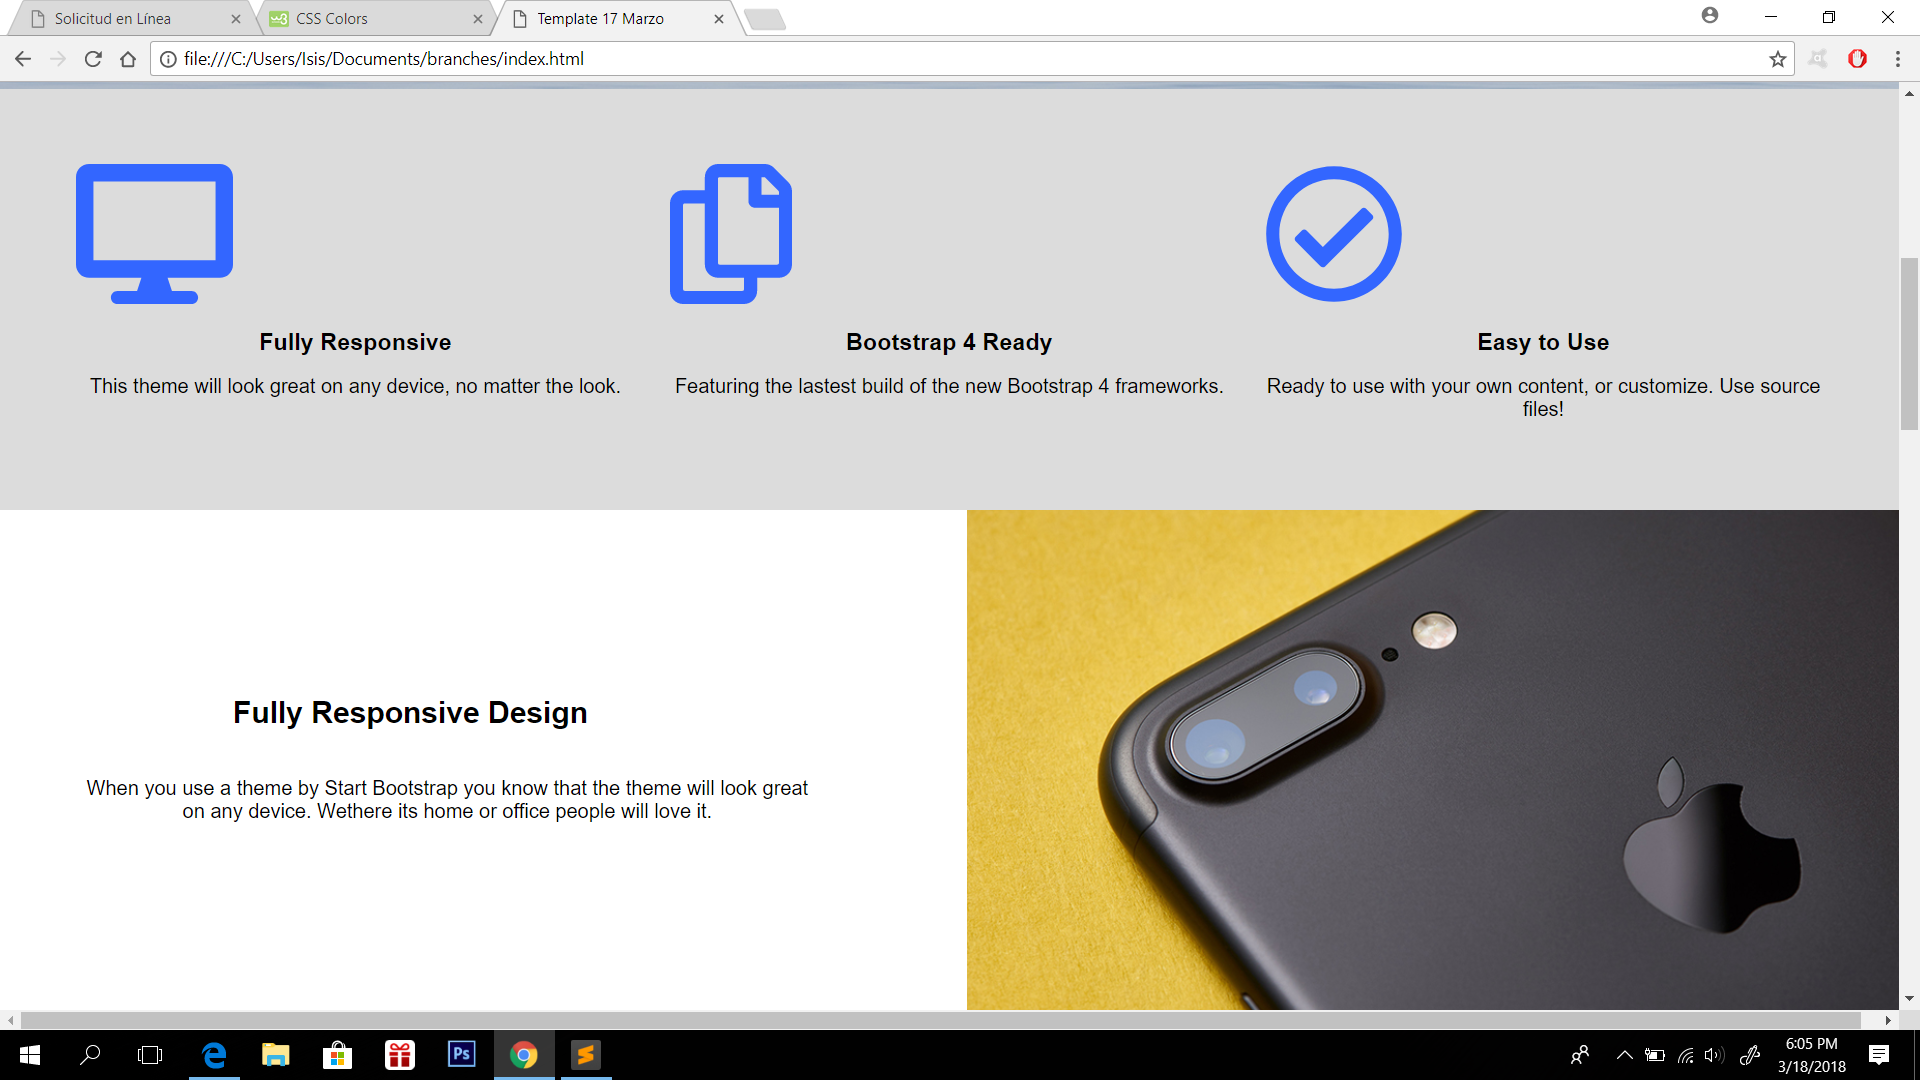 Solicitud en Línea
CSS Colors
Template 17 Marzo
file:///C:/Users/Isis/Documents/branches/index.html
Fully Responsive
This theme will look great on any device, no matter the look.
Bootstrap 4 Ready
Featuring the lastest build of the new Bootstrap 4 frameworks.
Easy to Use
Ready to use with your own content, or customize. Use source
files!
Fully Responsive Design
When you use a theme by Start Bootstrap you know that the theme will look great
on any device. Wethere its home or office people will love it.
Ps
6:05 PM
3/18/2018